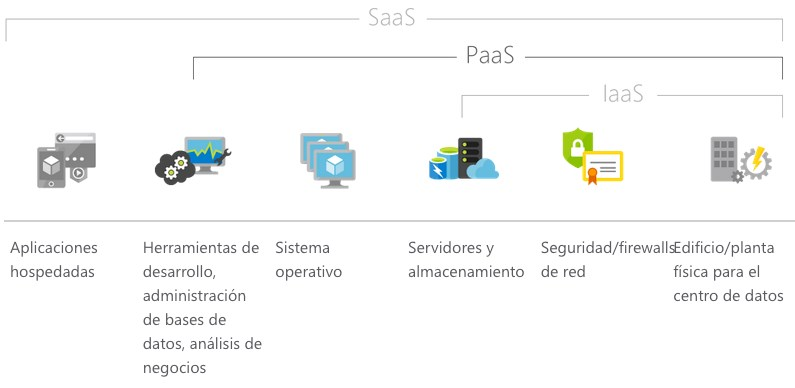 SaaS
PaaS
IaaS
Aplicaciones
hospedadas
Herramientas de
desarrollo,
administración
de bases de
datos, análisis de
negocios
Sistema
operativo
Servidores y
almacenamiento
Seguridad/firewalls
de red
Edificio/planta
física para el
centro de datos